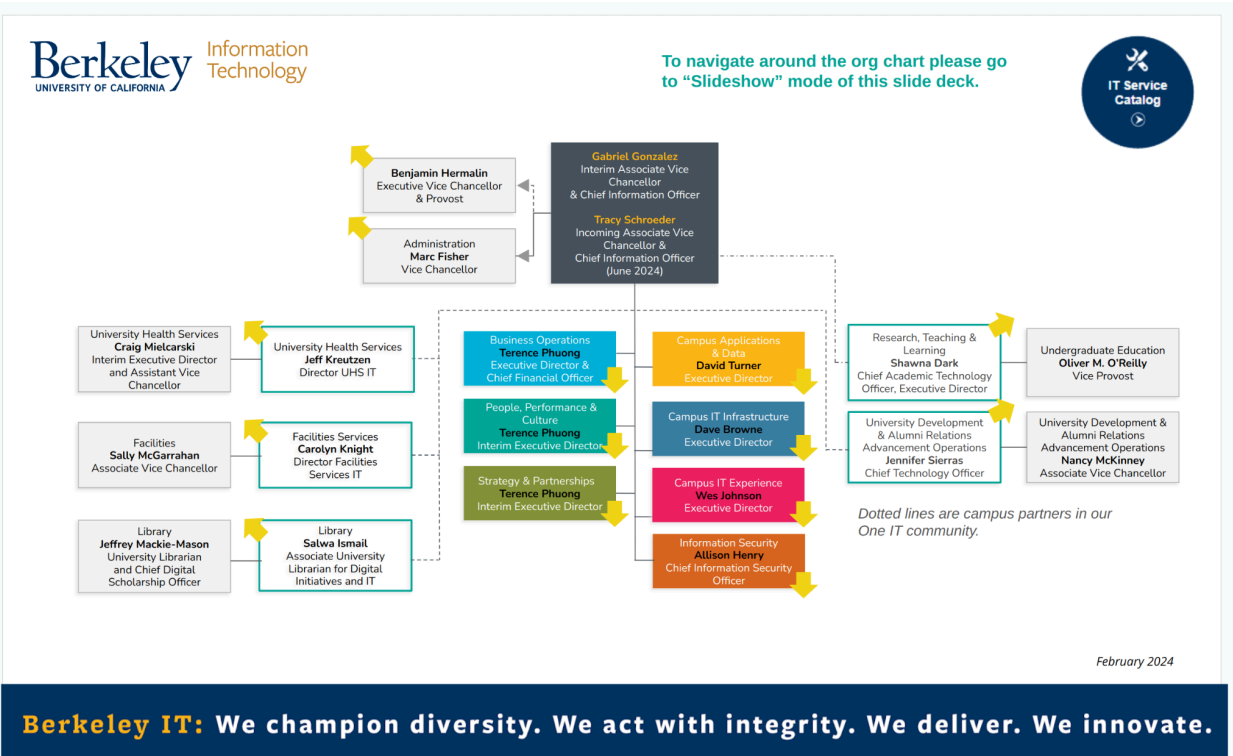 Berkeley
UNIVERSITY OF CALIFORNIA
Information
Technology
To navigate around the org chart please go
to “Slideshow” mode of this slide deck.
IT Service
Catalog
Benjamin Hermalin
Executive Vice Chancellor
& Provost
Administration
Marc Fisher
Vice Chancellor
Gabriel Gonzalez
Interim Associate Vice
Chancellor
& Chief Information Officer
Tracy Schroeder
Incoming Associate Vice
Chancellor &
Chief Information Officer
(June 2024)
University Health Services
Craig Mielcarski
Interim Executive Director
and Assistant Vice
Chancellor
University Health Services
Jeff Kreutzen
Director UHS IT
Facilities
Sally McGarrahan
Associate Vice Chancellor
Facilities Services
Carolyn Knight
Director Facilities
Services IT
Library
Jeffrey Mackie-Mason
University Librarian
and Chief Digital
Scholarship Officer
Library
Salwa Ismail
Associate University
Librarian for Digital
Initiatives and IT
Business Operations
Terence Phuong
Executive Director &
Chief Financial Officer
People, Performance &
Culture
Terence Phuong
Interim Executive Director
Strategy & Partnerships
Terence Phuong
Interim Executive Director
Campus Applications
& Data
David Turner
Executive Director
Campus IT Infrastructure
Dave Browne
Executive Director
Campus IT Experience
Wes Johnson
Executive Director
Information Security
Allison Henry
Chief Information Security
Officer
Research, Teaching &
Learning
Shawna Dark
Chief Academic Technology
Officer, Executive Director
Undergraduate Education
Oliver M. O’Reilly
Vice Provost
University Development
& Alumni Relations
Advancement Operations
Jennifer Sierras
Chief Technology Officer
University Development &
Alumni Relations
Advancement Operations
Nancy McKinney
Associate Vice Chancellor
Dotted lines are campus partners in our
One IT community.
February 2024
Berkeley IT: We champion diversity. We act with integrity. We deliver. We innovate.